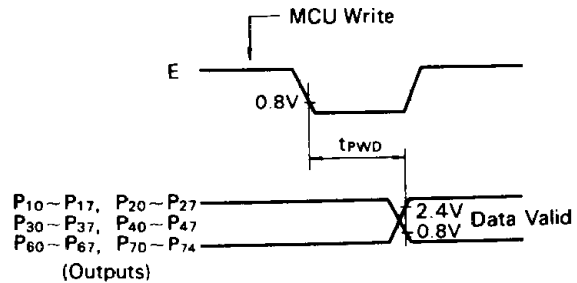 MCU Write
E
0.8V
tPWD
P10~P17, P20~P27
P30~P37, P40~P47
P60~P67, P70~P74
(Outputs)
2.4V
0.8V
Data Valid